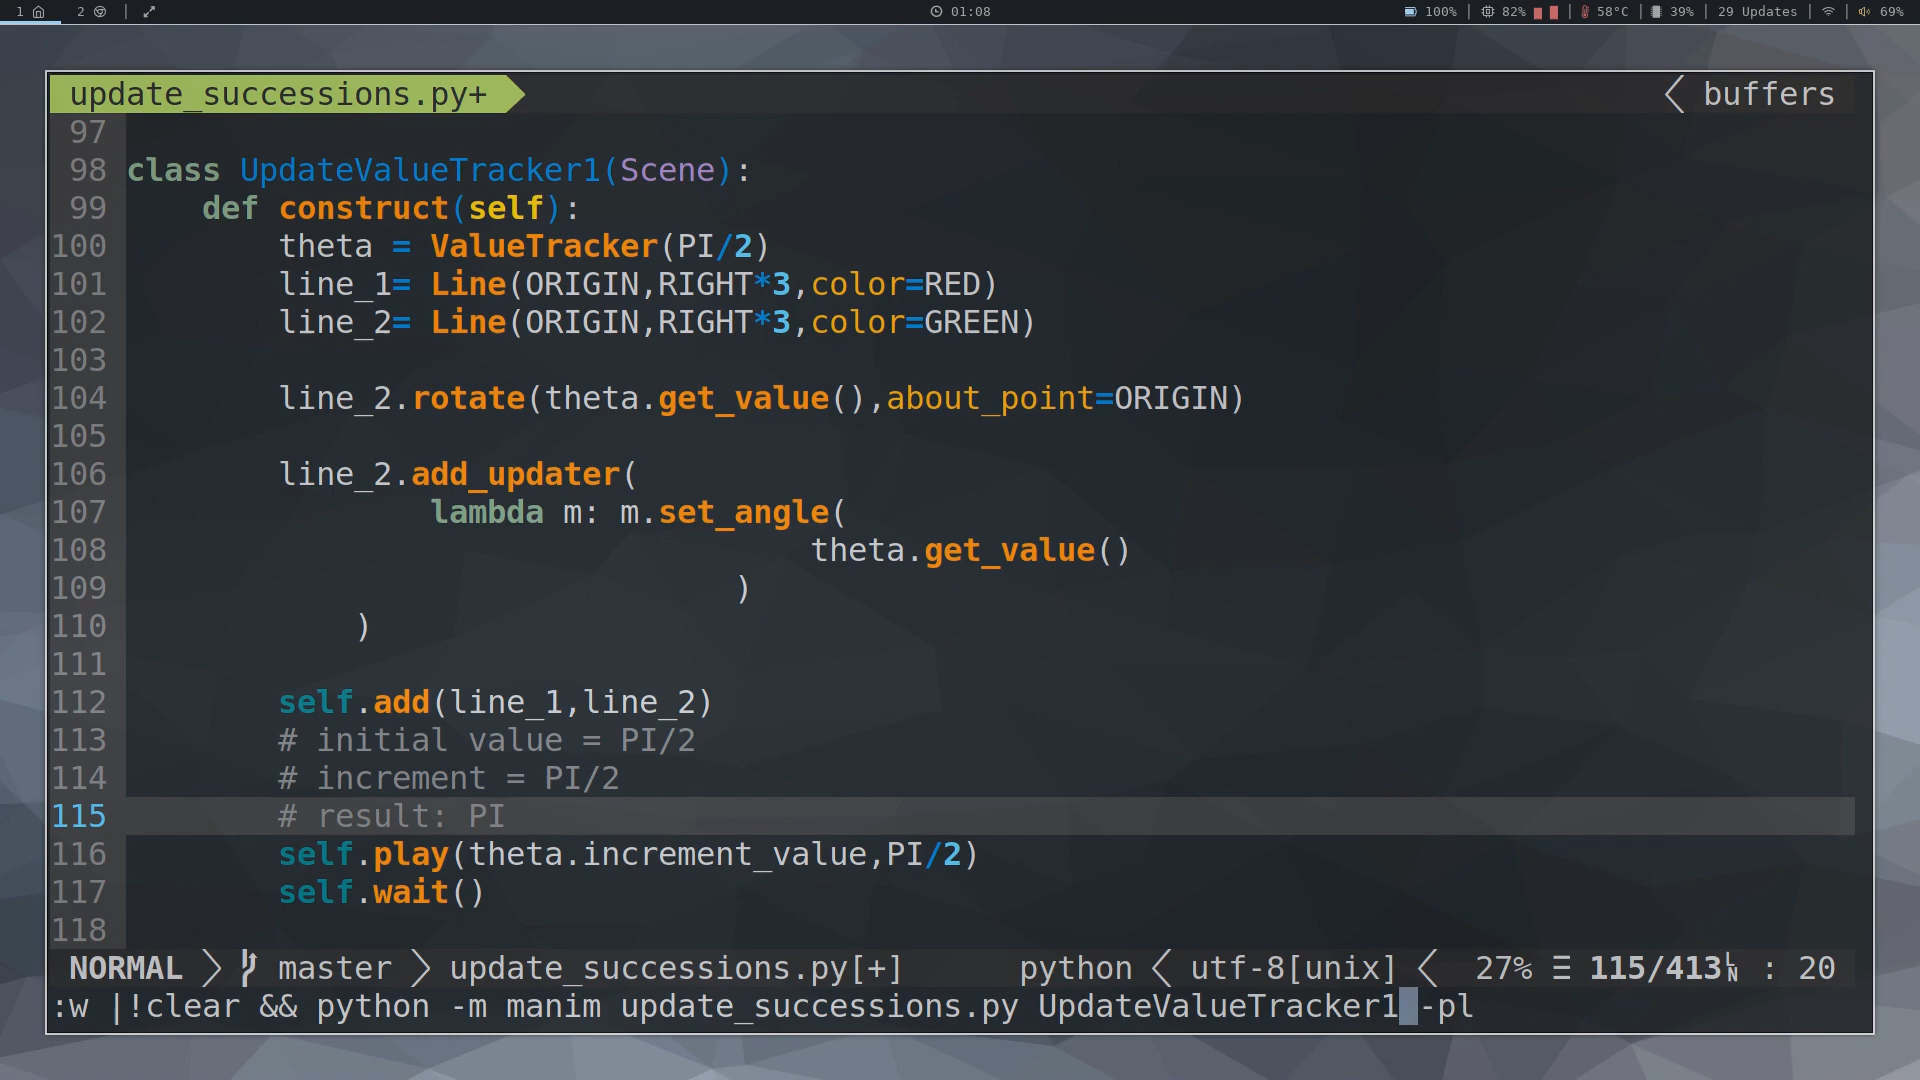 1 2 | 01:08 100% | 82% | 58°C | 39% | 29 Updates | | 69%
update_successions.py+ buffers
97
98 class UpdateValueTracker1(Scene):
99 def construct(self):
100 theta = ValueTracker(PI/2)
101 line_1= Line(ORIGIN,RIGHT*3,color=RED)
102 line_2= Line(ORIGIN,RIGHT*3,color=GREEN)
103
104 line_2.rotate(theta.get_value(),about_point=ORIGIN)
105
106 line_2.add_updater(
107 lambda m: m.set_angle(
108 theta.get_value()
109 )
110 )
111
112 self.add(line_1,line_2)
113 # initial value = PI/2
114 # increment = PI/2
115 # result: PI
116 self.play(theta.increment_value,PI/2)
117 self.wait()
118
NORMAL master update_successions.py[+] python utf-8[unix] 27% ☰ 115/413 LN : 20
:w |!clear && python -m manim update_successions.py UpdateValueTracker1 -pl